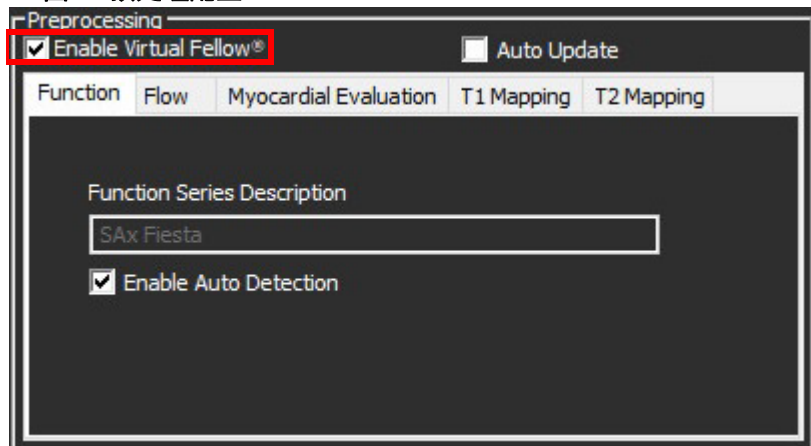 Preprocessing
Enable Virtual Fellow® Auto Update
Function Flow Myocardial Evaluation T1 Mapping T2 Mapping
Function Series Description
SAx Fiesta
Enable Auto Detection